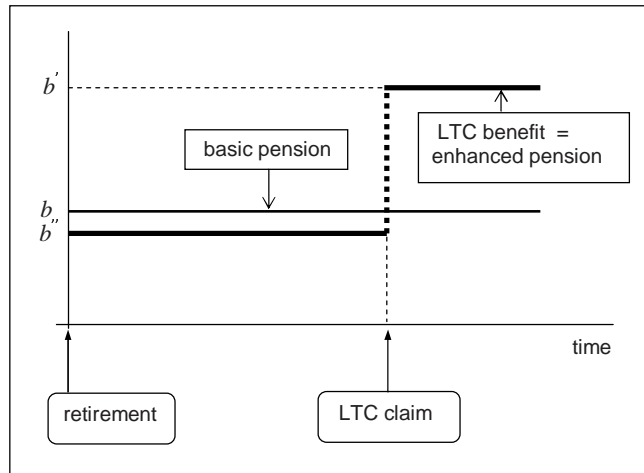 b'
LTC benefit =
enhanced pension
basic pension
b
b''
time
retirement
LTC claim